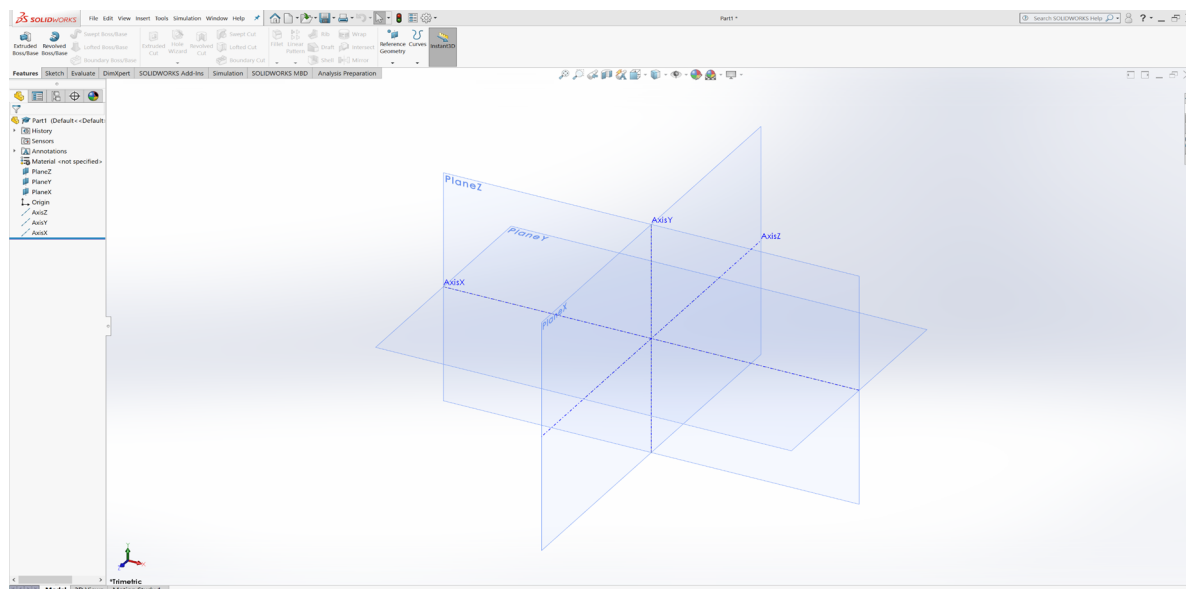 SOLIDWORKS File Edit View Insert Tools Simulation Window Help Part1 * Search SOLIDWORKS Help
Extruded Boss/Base
Revolved Boss/Base
Swept Boss/Base
Lofted Boss/Base
Boundary Boss/Base
Extruded Cut
Hole Wizard
Revolved Cut
Swept Cut
Lofted Cut
Boundary Cut
Fillet
Linear Pattern
Rib
Draft
Shell
Wrap
Intersect
Mirror
Reference Geometry
Curves
Instant3D
Features Sketch Evaluate DimXpert SOLIDWORKS Add-Ins Simulation SOLIDWORKS MBD Analysis Preparation
Part1 (Default<<Default
History
Sensors
Annotations
Material <not specified>
PlaneZ
PlaneY
PlaneX
Origin
AxisZ
AxisY
AxisX
PlaneZ
AxisY
PlaneY
AxisZ
AxisX
PlaneX
*Trimetric